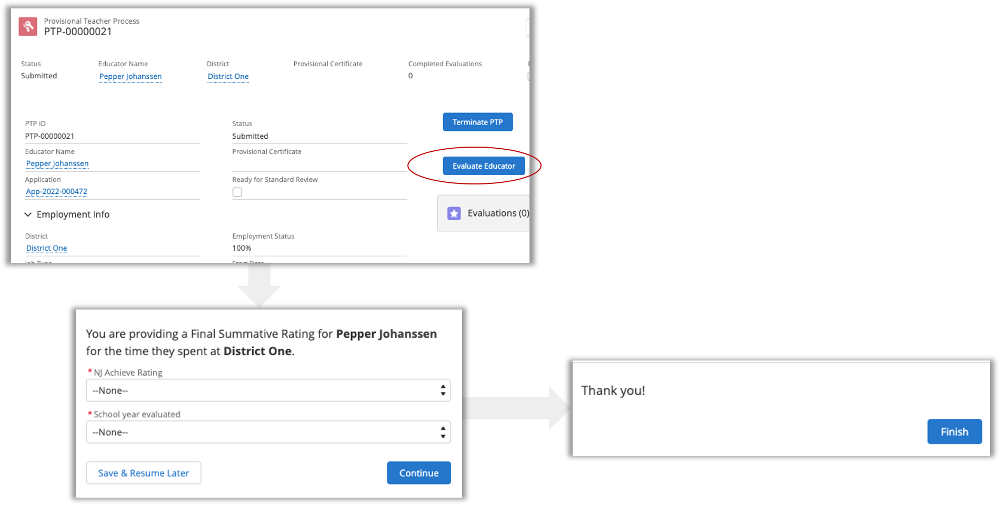 Provisional Teacher Process
PTP-00000021
Status Educator Name District Provisional Certificate Completed Evaluations
Submitted Pepper Johanssen District One 0
Terminate PTP
PTP ID Status
PTP-00000021 Submitted
Educator Name Provisional Certificate
Pepper Johanssen
Evaluate Educator
Application Ready for Standard Review
App-2022-000472
Employment Info
Evaluations (0)
District Employment Status
District One 100%
Job Type Start Date
You are providing a Final Summative Rating for Pepper Johanssen
for the time they spent at District One.
* NJ Achieve Rating
--None--
* School year evaluated
--None--
Save & Resume Later Continue
Thank you!
Finish